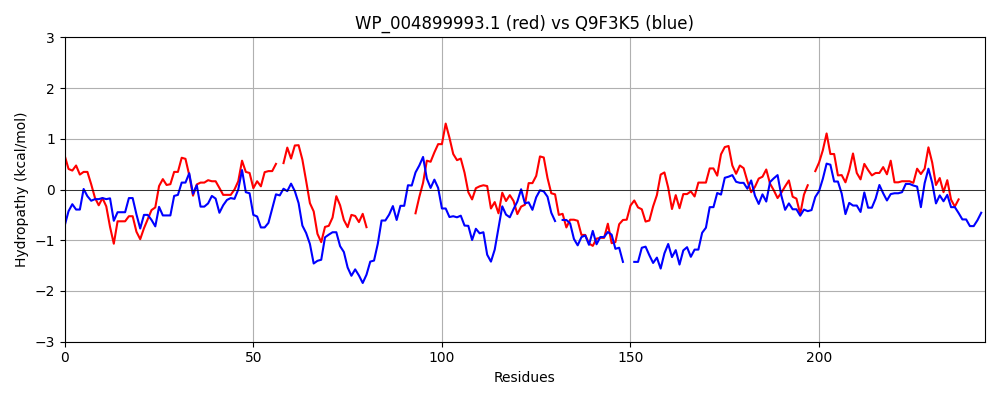 WP_004899993.1 (red) vs Q9F3K5 (blue)
3
2
1
0
−1
−2
−3
Hydropathy (kcal/mol)
0 50 100 150 200
Residues